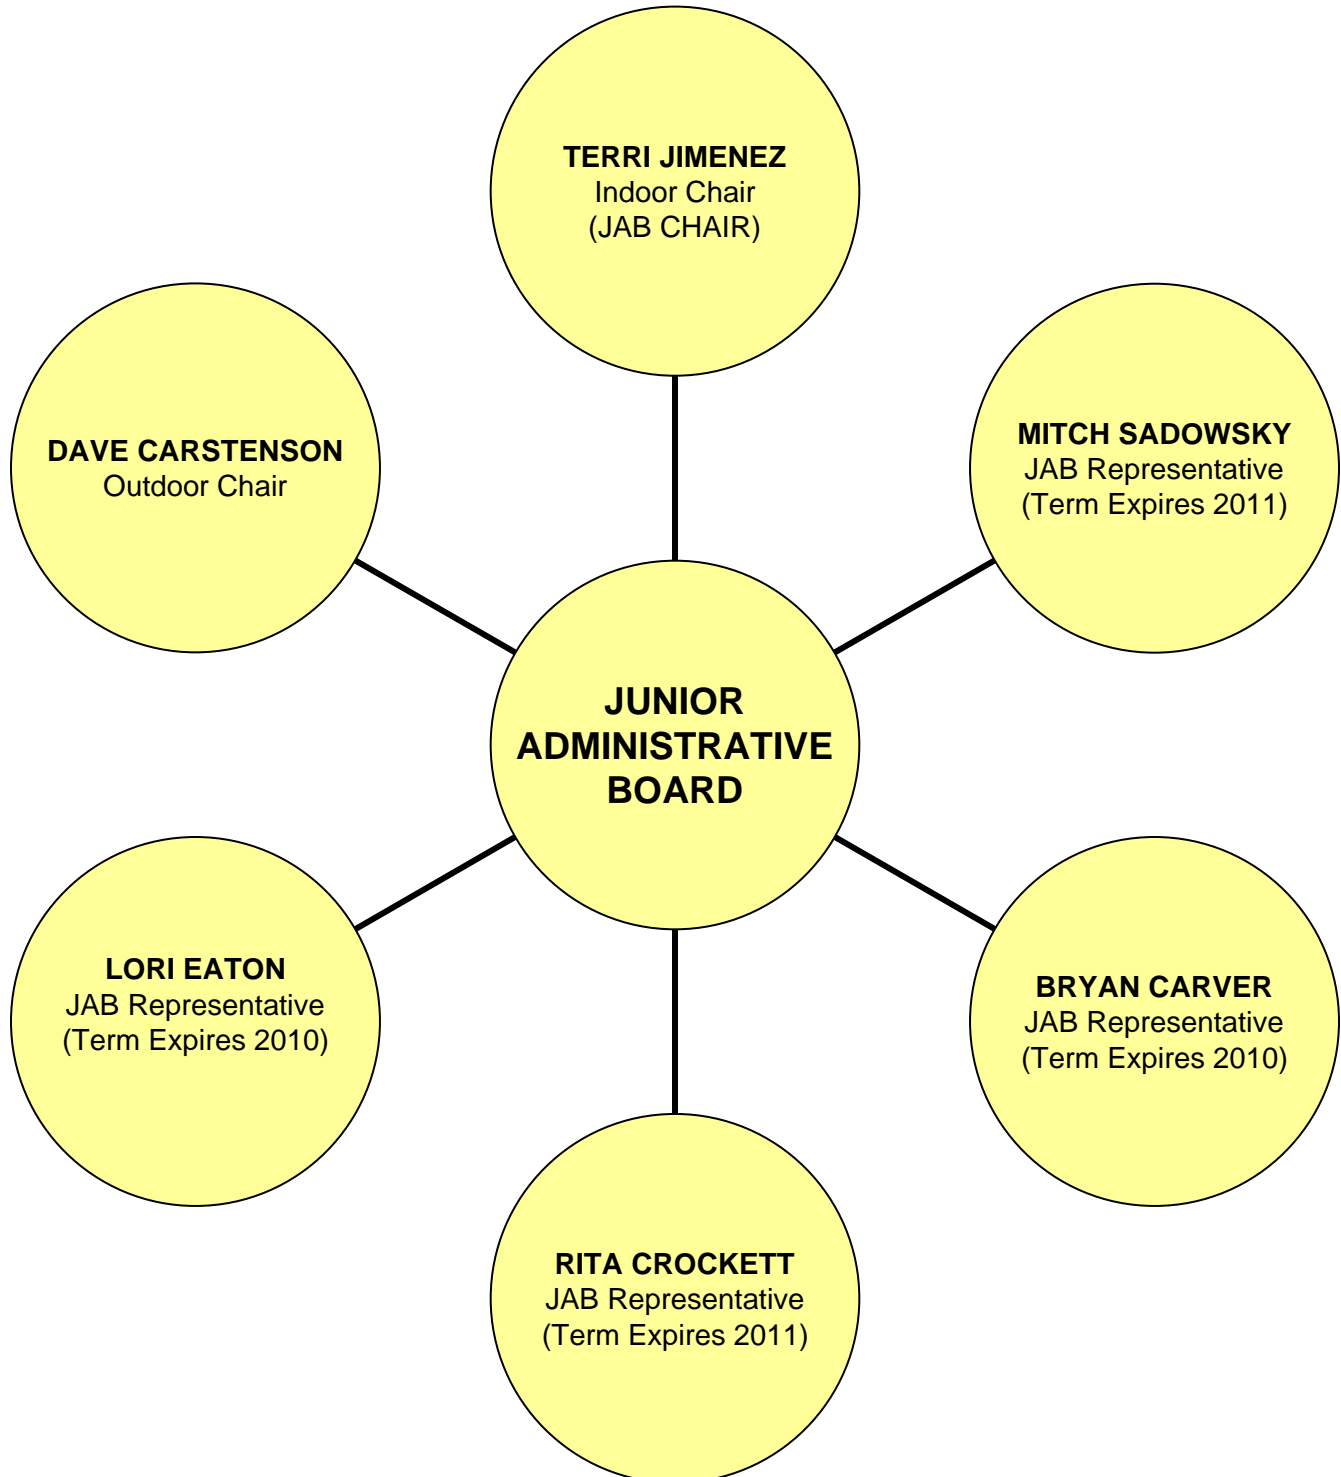 TERRI JIMENEZ
Indoor Chair
(JAB CHAIR)
DAVE CARSTENSON
Outdoor Chair
MITCH SADOWSKY
JAB Representative
(Term Expires 2011)
JUNIOR
ADMINISTRATIVE
BOARD
LORI EATON
JAB Representative
(Term Expires 2010)
BRYAN CARVER
JAB Representative
(Term Expires 2010)
RITA CROCKETT
JAB Representative
(Term Expires 2011)